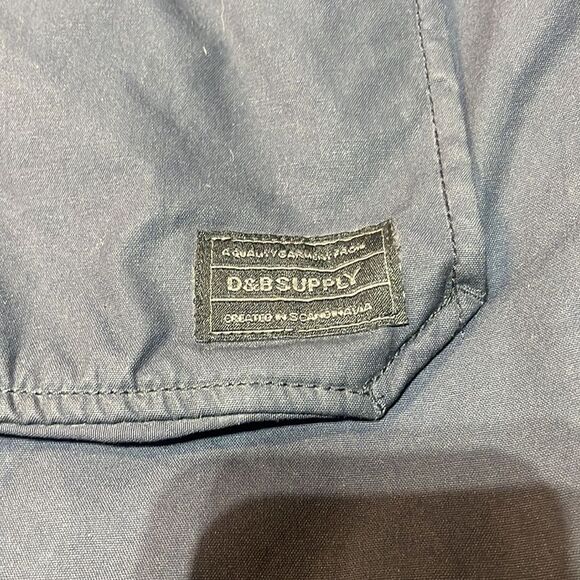 A QUALITY GARMENT FROM
D&B SUPPLY
CREATED IN SCANDINAVIA